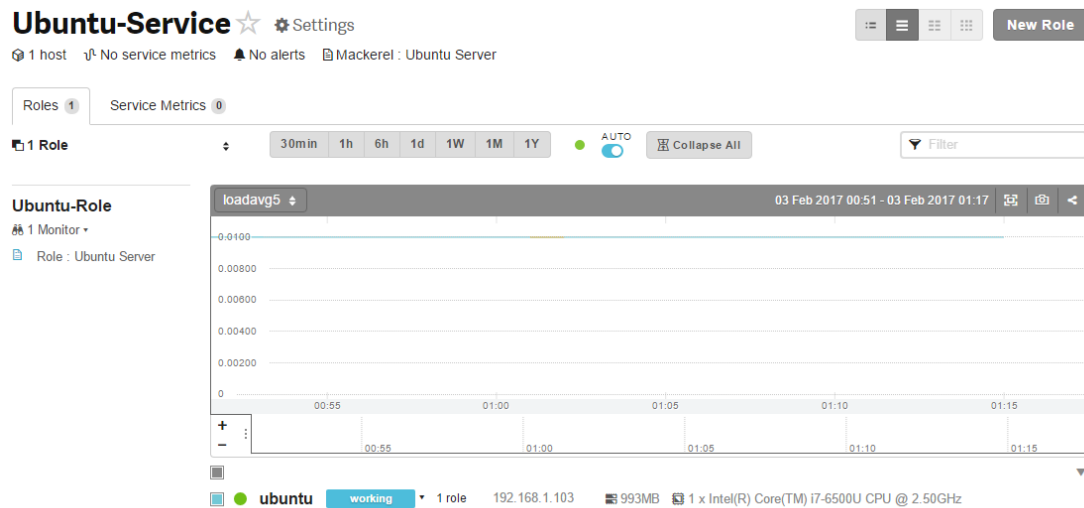 Ubuntu-Service Settings
New Role
1 host No service metrics No alerts Mackerel : Ubuntu Server
Roles 1 Service Metrics 0
1 Role 30min 1h 6h 1d 1W 1M 1Y AUTO Collapse All Filter
Ubuntu-Role
1 Monitor
Role : Ubuntu Server
loadavg5 03 Feb 2017 00:51 - 03 Feb 2017 01:17
0.0100
0.00800
0.00600
0.00400
0.00200
0
00:55 01:00 01:05 01:10 01:15
+
−
00:55 01:00 01:05 01:10 01:15
ubuntu working 1 role 192.168.1.103 993MB 1 x Intel(R) Core(TM) i7-6500U CPU @ 2.50GHz